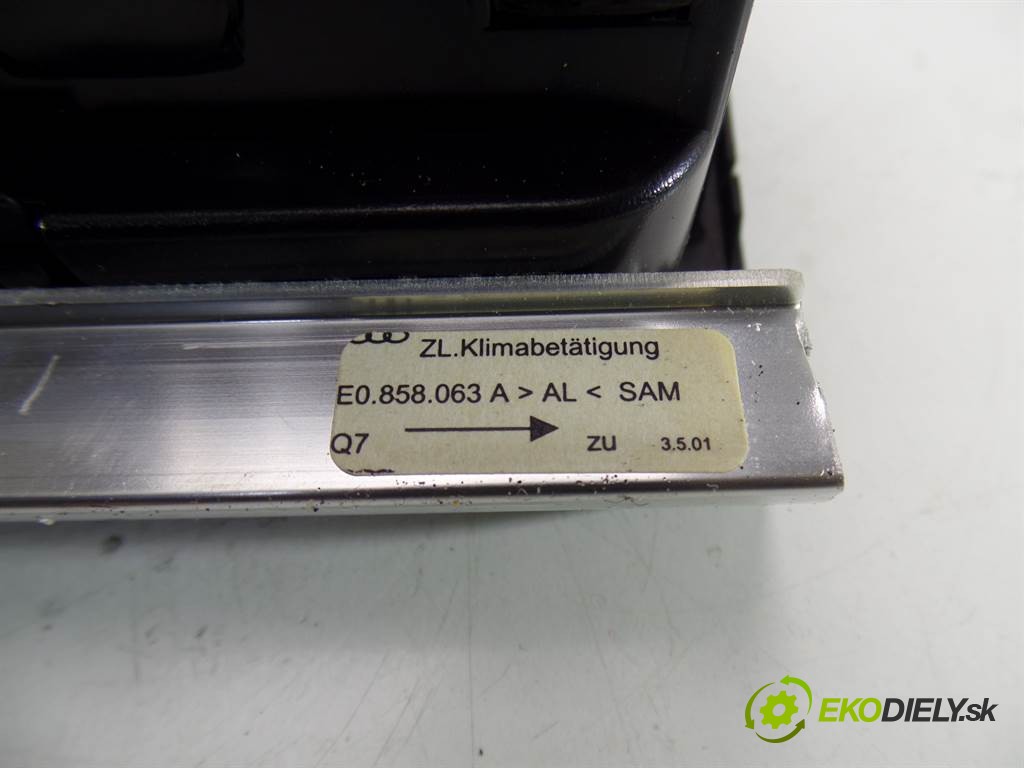 ZL.Klimabetätigung
E0.858.063 A > AL < SAM
Q7 zu 3.5.01
EKODIELY.sk